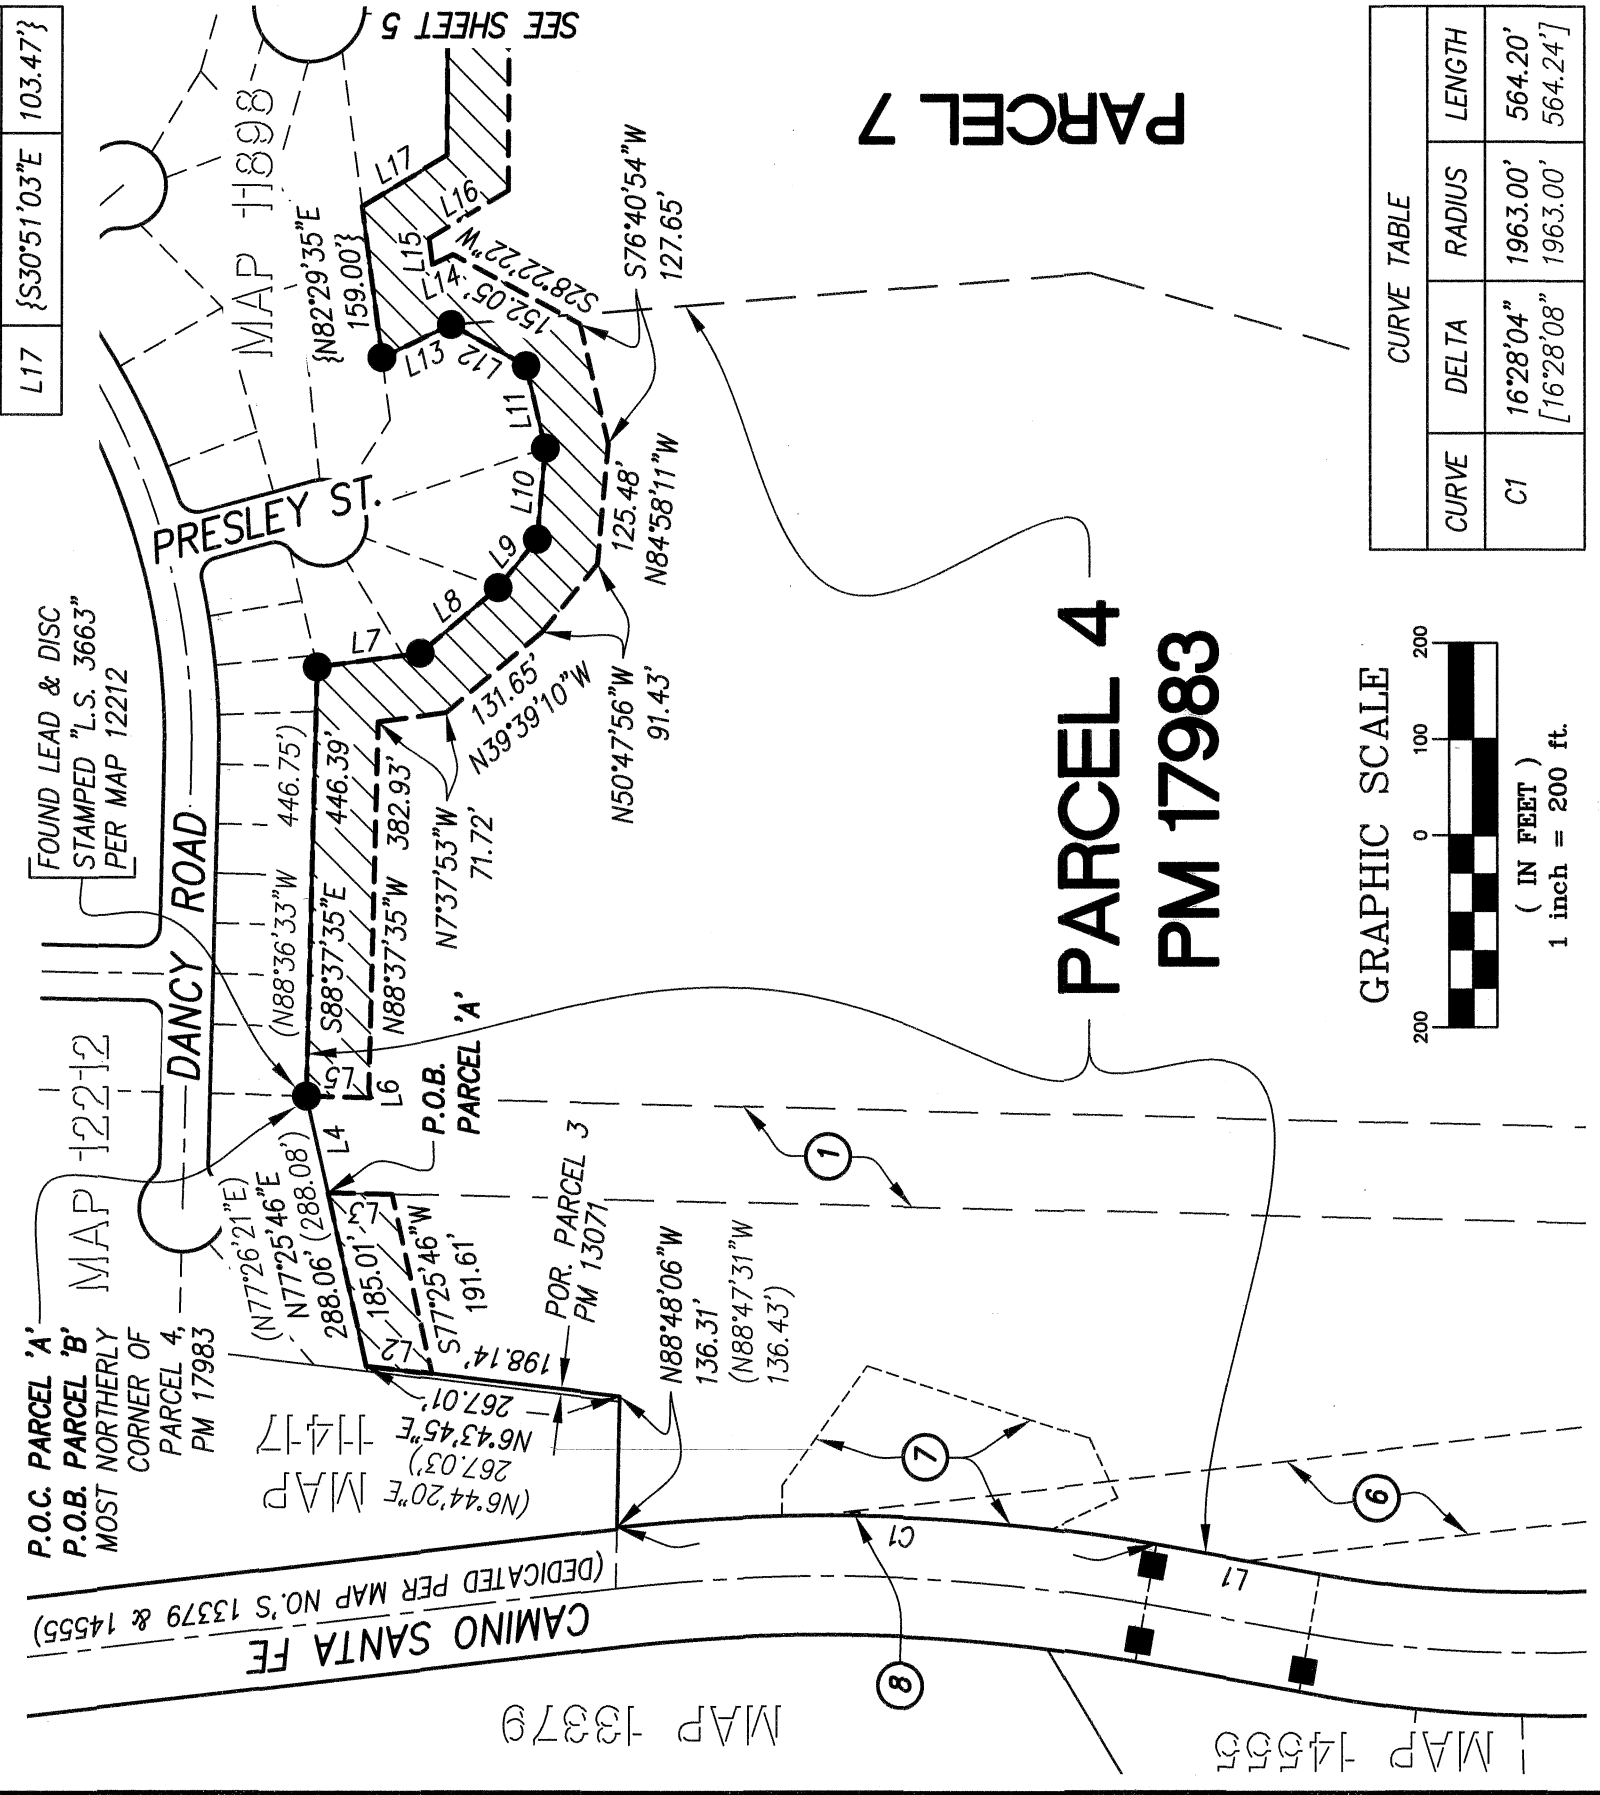 L17 {S30°51'03"E 103.47'}
SEE SHEET 5
MAP 11898
{N82°29'35"E
159.00'}
L17
L16
L15
L14
S28°22'22"W
152.05'
L13
L12
L11
L10
L9
L8
L7
S76°40'54"W
127.65'
125.48'
N84°58'11"W
N50°47'56"W
91.43'
131.65'
N39°39'10"W
N7°37'53"W
71.72'
PARCEL 7
PRESLEY ST.
DANCY ROAD
FOUND LEAD & DISC
STAMPED "L.S. 3663"
PER MAP 12212
(N88°36'33"W 446.75')
S88°37'35"E 446.39'
N88°37'35"W 382.93'
L5
L6
L4
P.O.B.
PARCEL 'A'
MAP 12212
P.O.C. PARCEL 'A'
P.O.B. PARCEL 'B'
MOST NORTHERLY
CORNER OF
PARCEL 4,
PM 17983
(N77°26'21"E)
N77°25'46"E
288.06' (288.08')
185.01'
L3
L2
S77°25'46"W
191.61'
198.14'
267.01'
N6°43'45"E
267.03')
(N6°44'20"E
MAP 11417
POR. PARCEL 3
PM 13071
N88°48'06"W
136.31'
(N88°47'31"W
136.43')
1
7
6
8
C1
L1
(DEDICATED PER MAP NO.'S 13379 & 14555)
CAMINO SANTA FE
MAP 13379
MAP 14555
PARCEL 4
PM 17983
GRAPHIC SCALE
200 0 100 200
( IN FEET )
1 inch = 200 ft.
CURVE TABLE
CURVE DELTA RADIUS LENGTH
C1 16°28'04" 1963.00' 564.20'
[16°28'08" 1963.00' 564.24']